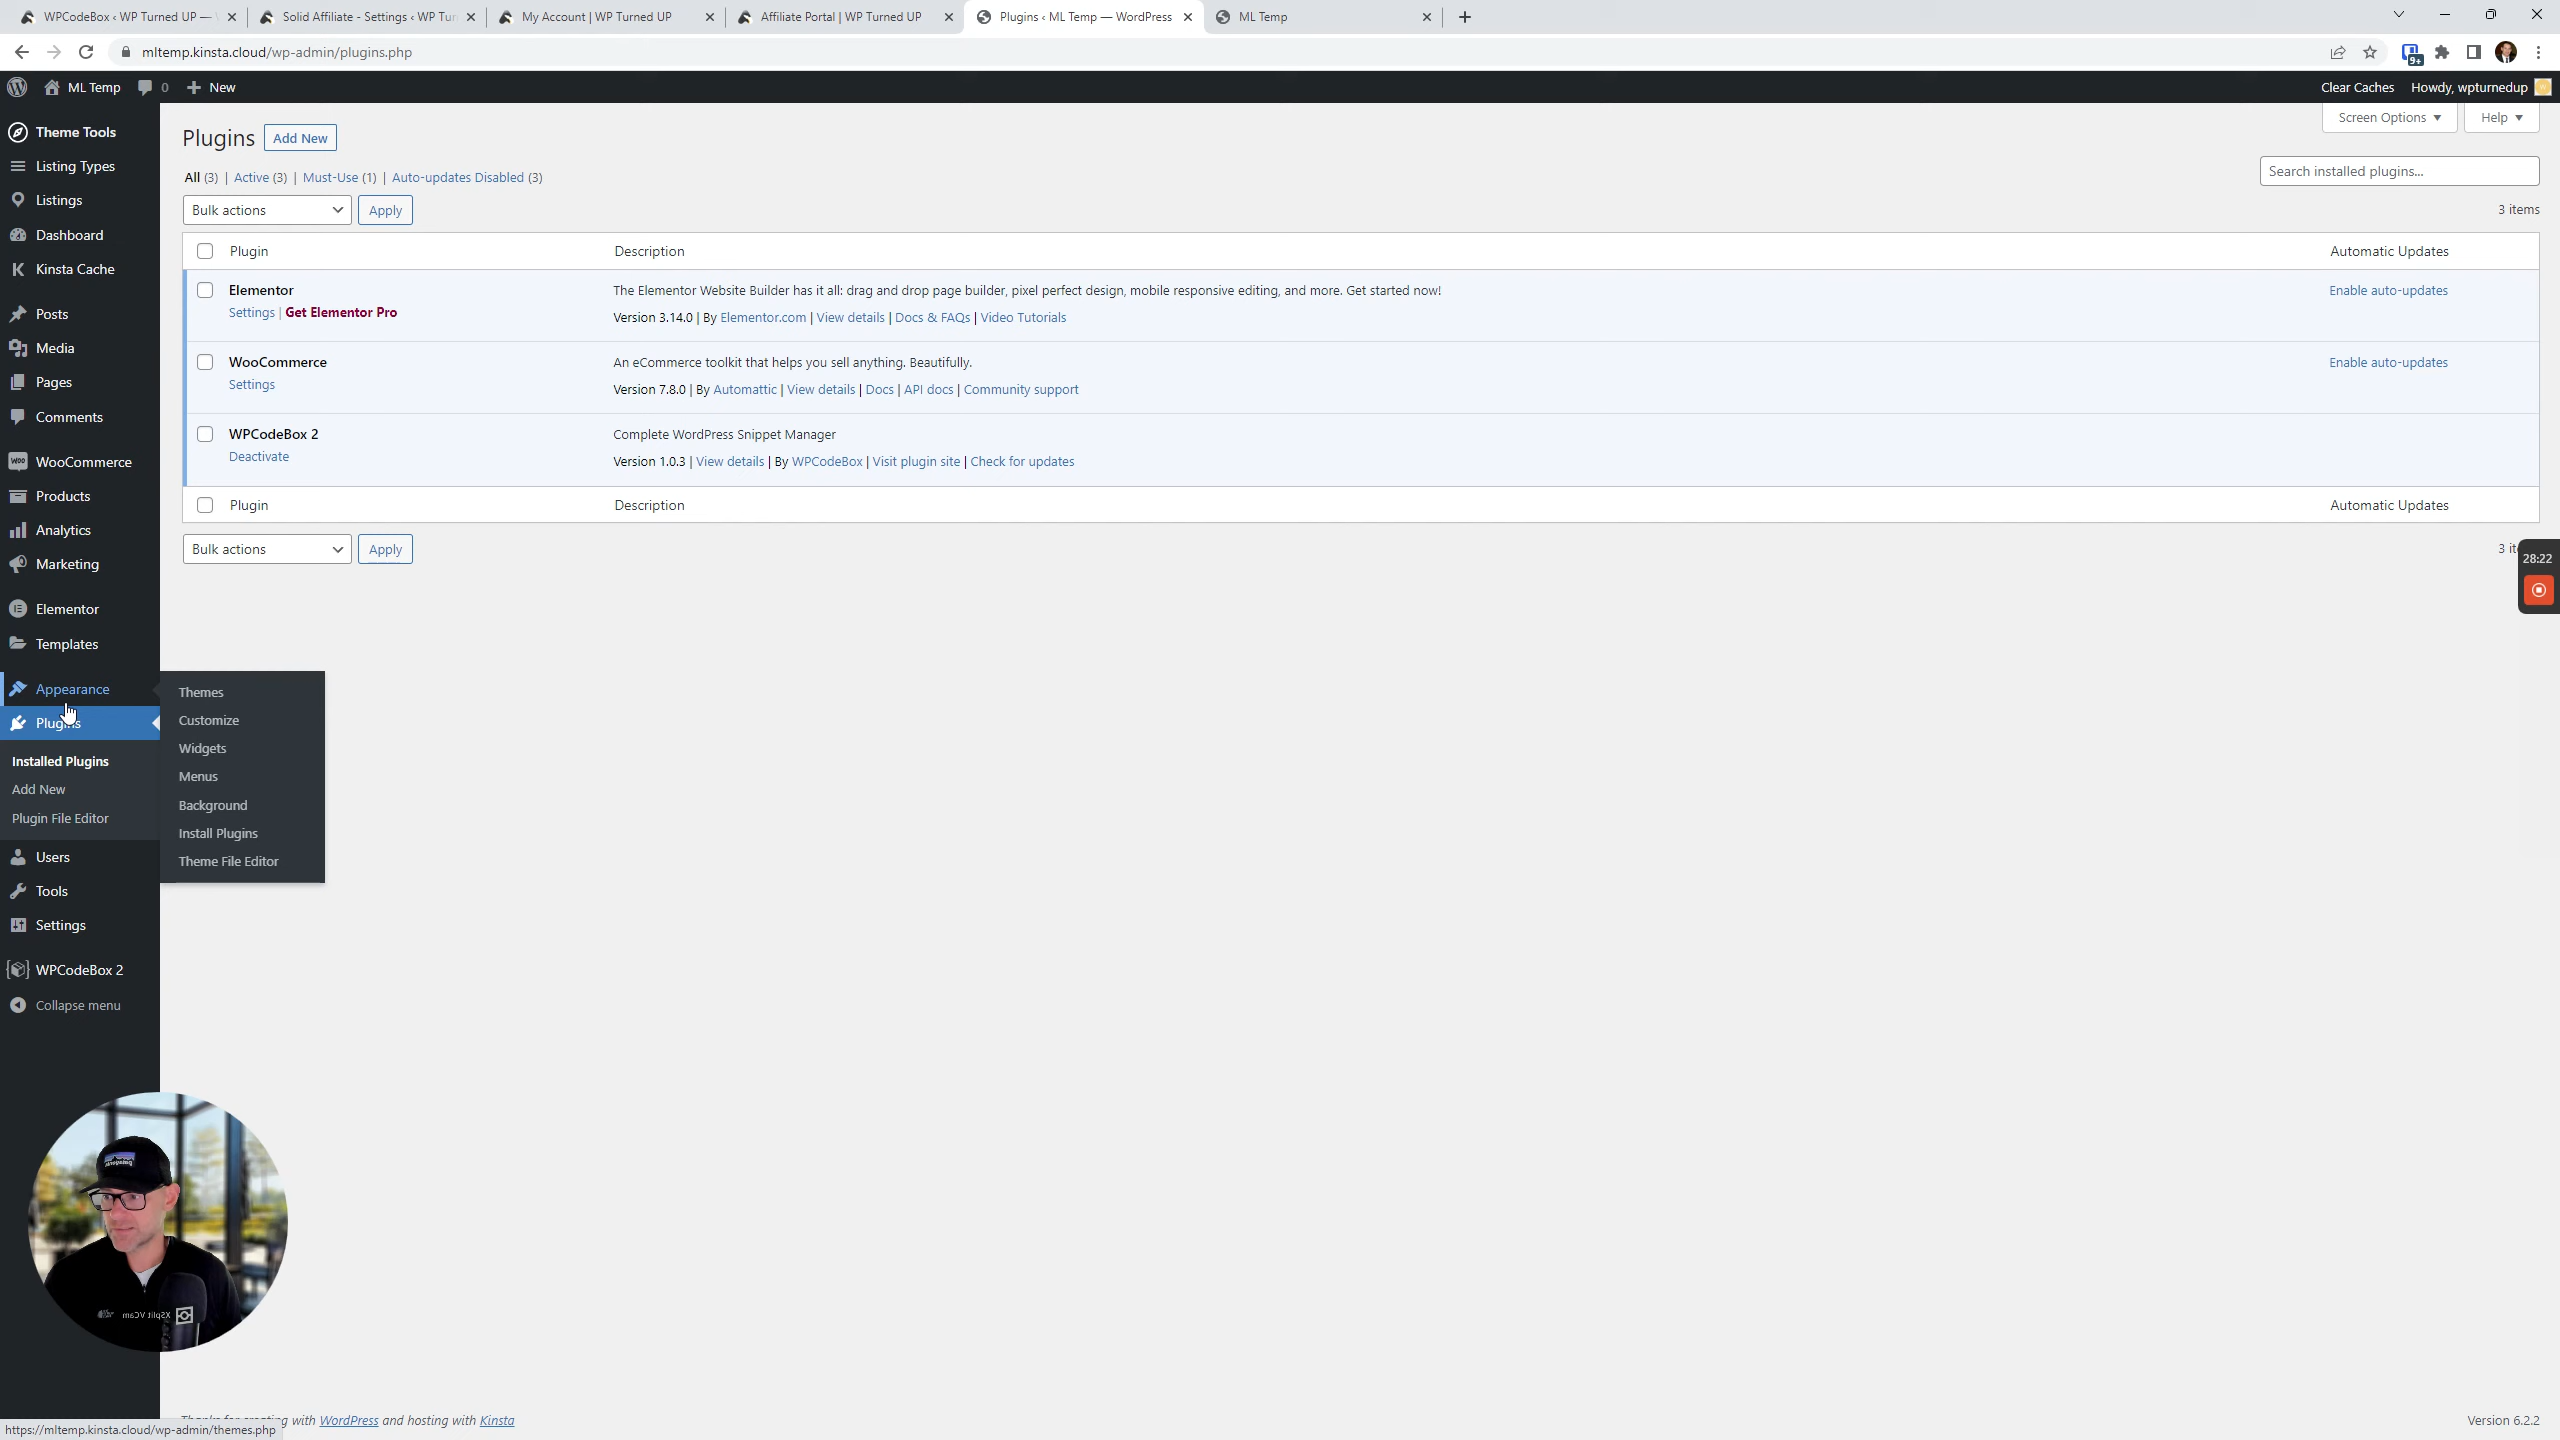 WPCodeBox ‹ WP Turned UP —
Solid Affiliate - Settings ‹ WP Tur
My Account | WP Turned UP
Affiliate Portal | WP Turned UP
Plugins ‹ ML Temp — WordPress
ML Temp
mltemp.kinsta.cloud/wp-admin/plugins.php
9+
ML Temp
0
New
Clear Caches
Howdy, wpturnedup
Theme Tools
Listing Types
Listings
Dashboard
Kinsta Cache
Posts
Media
Pages
Comments
WooCommerce
Products
Analytics
Marketing
Elementor
Templates
Appearance
Plugins
Installed Plugins
Add New
Plugin File Editor
Users
Tools
Settings
WPCodeBox 2
Collapse menu
Themes
Customize
Widgets
Menus
Background
Install Plugins
Theme File Editor
Plugins
Add New
Screen Options
Help
All (3) | Active (3) | Must-Use (1) | Auto-updates Disabled (3)
Search installed plugins...
Bulk actions
Apply
3 items
Plugin
Description
Automatic Updates
Elementor
Settings | Get Elementor Pro
The Elementor Website Builder has it all: drag and drop page builder, pixel perfect design, mobile responsive editing, and more. Get started now!
Version 3.14.0 | By Elementor.com | View details | Docs & FAQs | Video Tutorials
Enable auto-updates
WooCommerce
Settings
An eCommerce toolkit that helps you sell anything. Beautifully.
Version 7.8.0 | By Automattic | View details | Docs | API docs | Community support
Enable auto-updates
WPCodeBox 2
Deactivate
Complete WordPress Snippet Manager
Version 1.0.3 | View details | By WPCodeBox | Visit plugin site | Check for updates
Plugin
Description
Automatic Updates
Bulk actions
Apply
3 it
28:22
XSplit VCam
Thanks for creating with WordPress and hosting with Kinsta
Version 6.2.2
https://mltemp.kinsta.cloud/wp-admin/themes.php